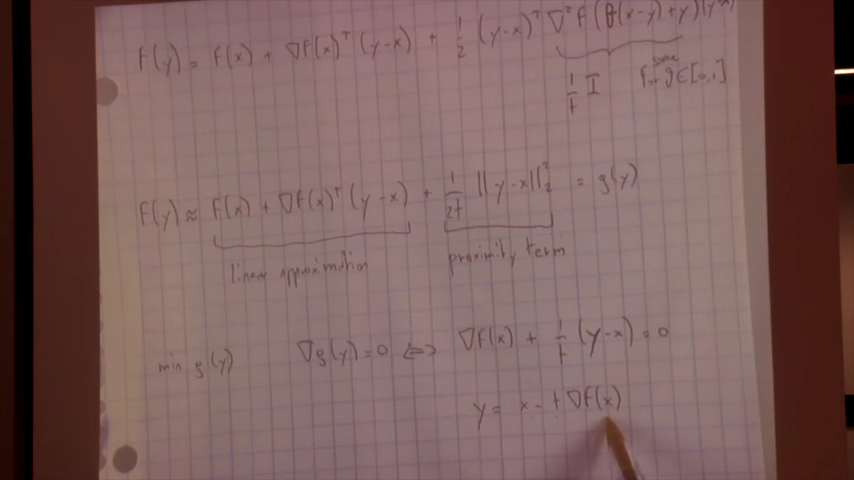 f(y) = f(x) + ∇f(x)ᵀ (y-x) + 1/2 (y-x)ᵀ ∇²f(θ(x-y)+y)(y-x)
1/t I for some θ∈[0,1]
f(y) ≈ f(x) + ∇f(x)ᵀ (y-x) + 1/2t ||y-x||₂² = g(y)
linear approximation proximity term
min g(y) ∇g(y)=0 ⇔ ∇f(x) + 1/t (y-x) = 0
y = x - t ∇f(x)